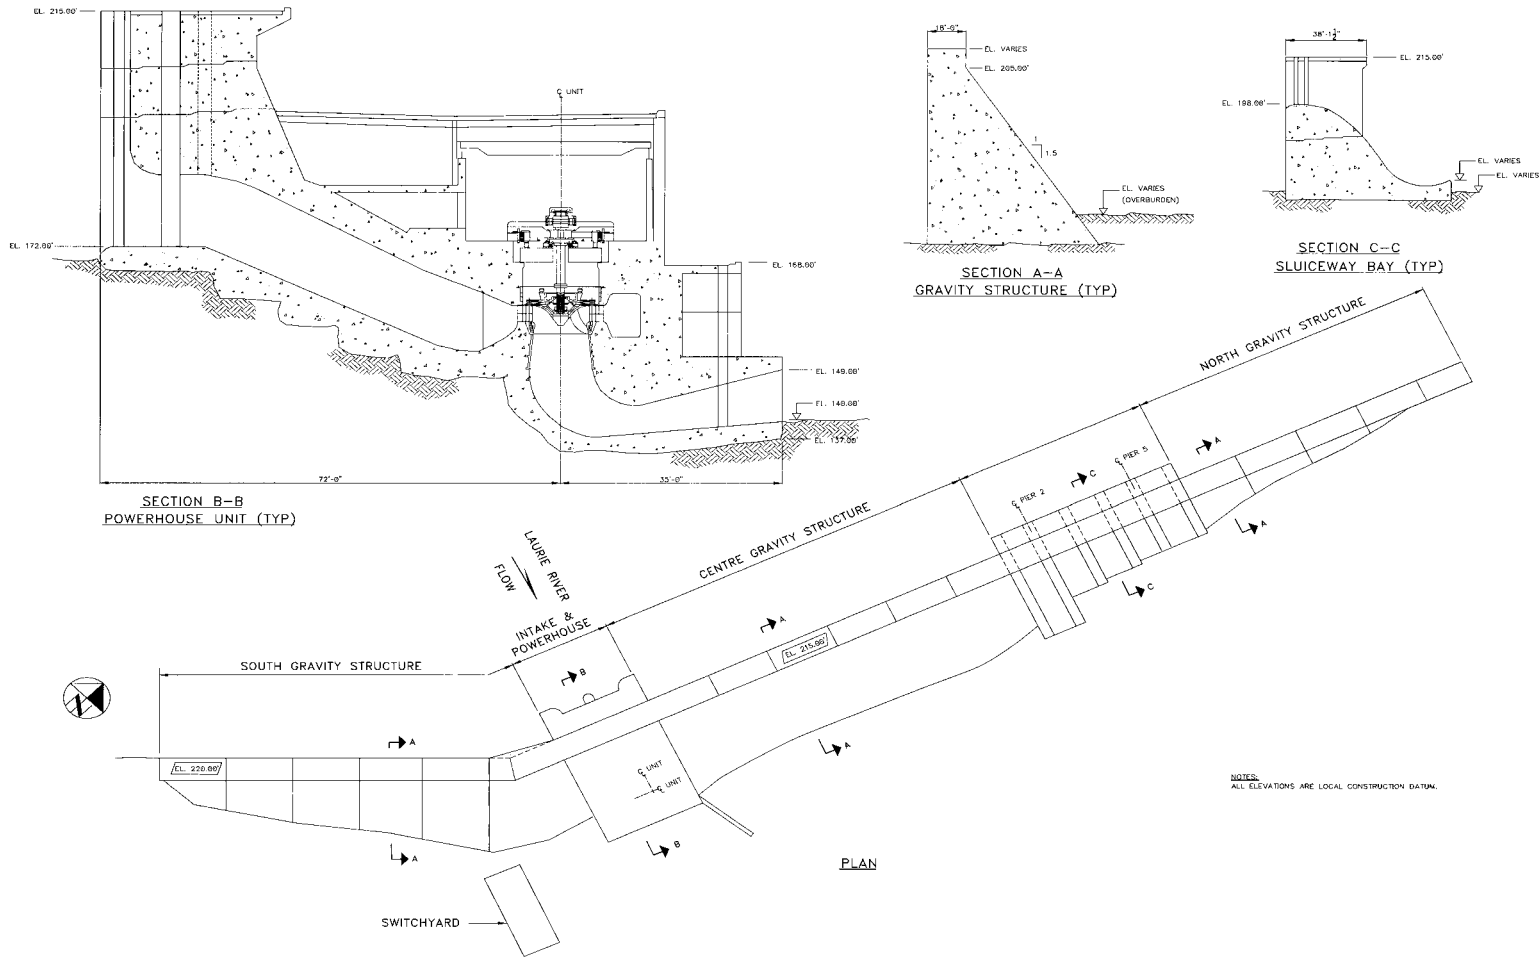 EL. 215.00'
EL. 172.00'
℄ UNIT
EL. 168.00'
EL. 149.00'
EL. 140.00'
EL. 137.00'
72'-0"
35'-0"
SECTION B-B
POWERHOUSE UNIT (TYP)
18'-0"
EL. VARIES
EL. 205.00'
1
1.5
EL. VARIES
(OVERBURDEN)
SECTION A-A
GRAVITY STRUCTURE (TYP)
38'-1½"
EL. 215.00'
EL. 198.00'
EL. VARIES
EL. VARIES
SECTION C-C
SLUICEWAY BAY (TYP)
NORTH GRAVITY STRUCTURE
CENTRE GRAVITY STRUCTURE
℄ PIER 2
℄ PIER 5
C
A
A
C
LAURIE RIVER
FLOW
INTAKE &
POWERHOUSE
SOUTH GRAVITY STRUCTURE
A
EL. 215.00'
B
N
A
A
EL. 220.00'
℄ UNIT
℄ UNIT
A
B
SWITCHYARD
PLAN
NOTES:
ALL ELEVATIONS ARE LOCAL CONSTRUCTION DATUM.